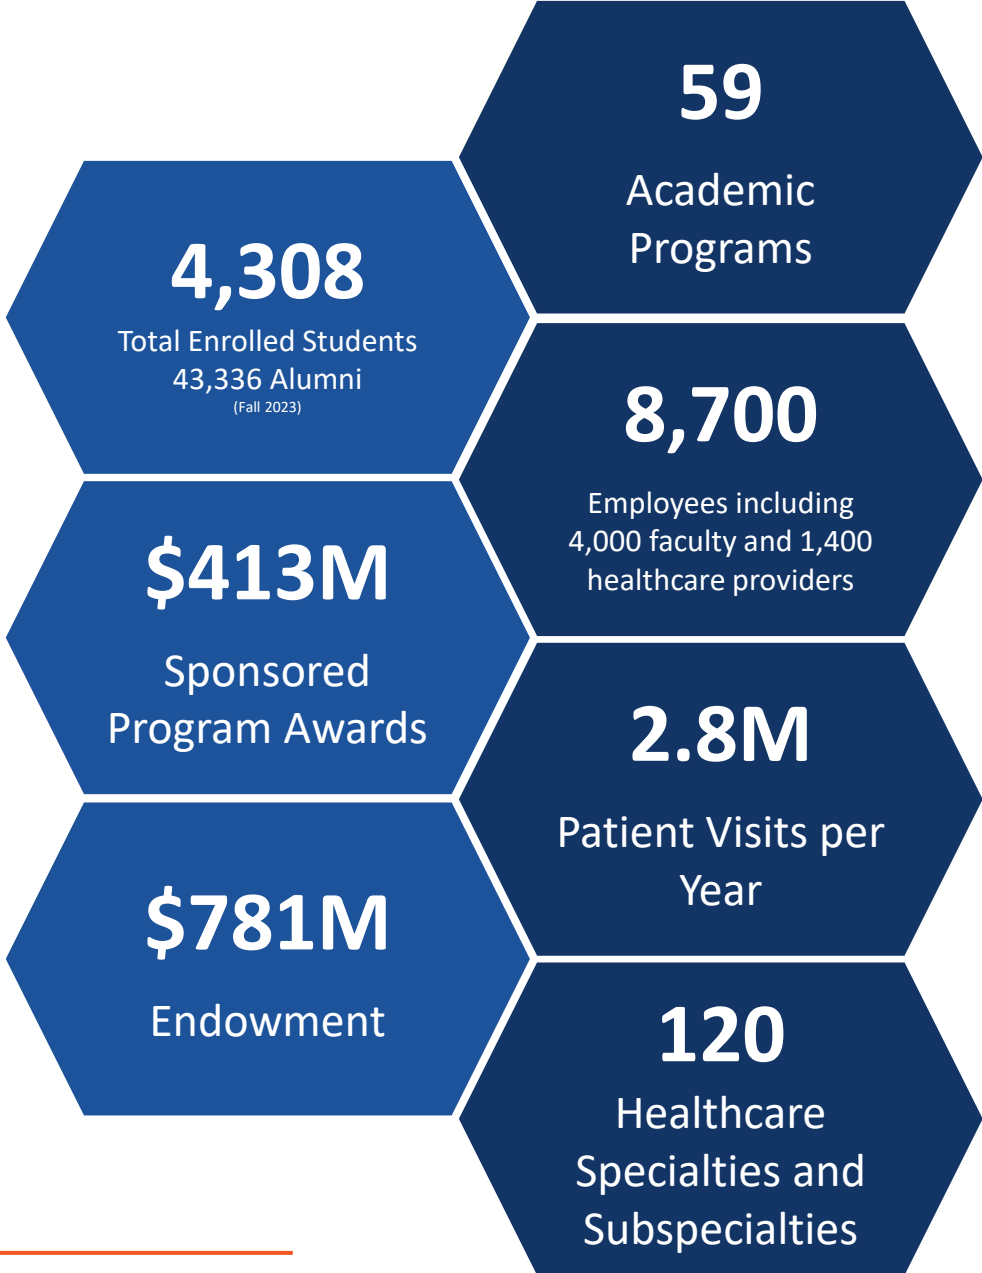 59
Academic
Programs
4,308
Total Enrolled Students
43,336 Alumni
(Fall 2023)
8,700
Employees including
4,000 faculty and 1,400
healthcare providers
$413M
Sponsored
Program Awards
2.8M
Patient Visits per
Year
$781M
Endowment
120
Healthcare
Specialties and
Subspecialties